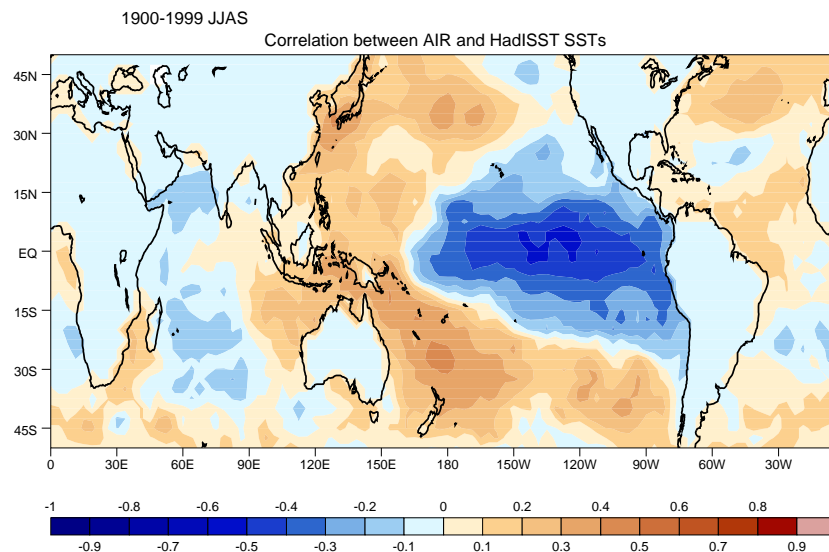 1900-1999 JJAS
Correlation between AIR and HadISST SSTs
45N
30N
15N
EQ
15S
30S
45S
0 30E 60E 90E 120E 150E 180 150W 120W 90W 60W 30W
-1 -0.8 -0.6 -0.4 -0.2 0 0.2 0.4 0.6 0.8
-0.9 -0.7 -0.5 -0.3 -0.1 0.1 0.3 0.5 0.7 0.9